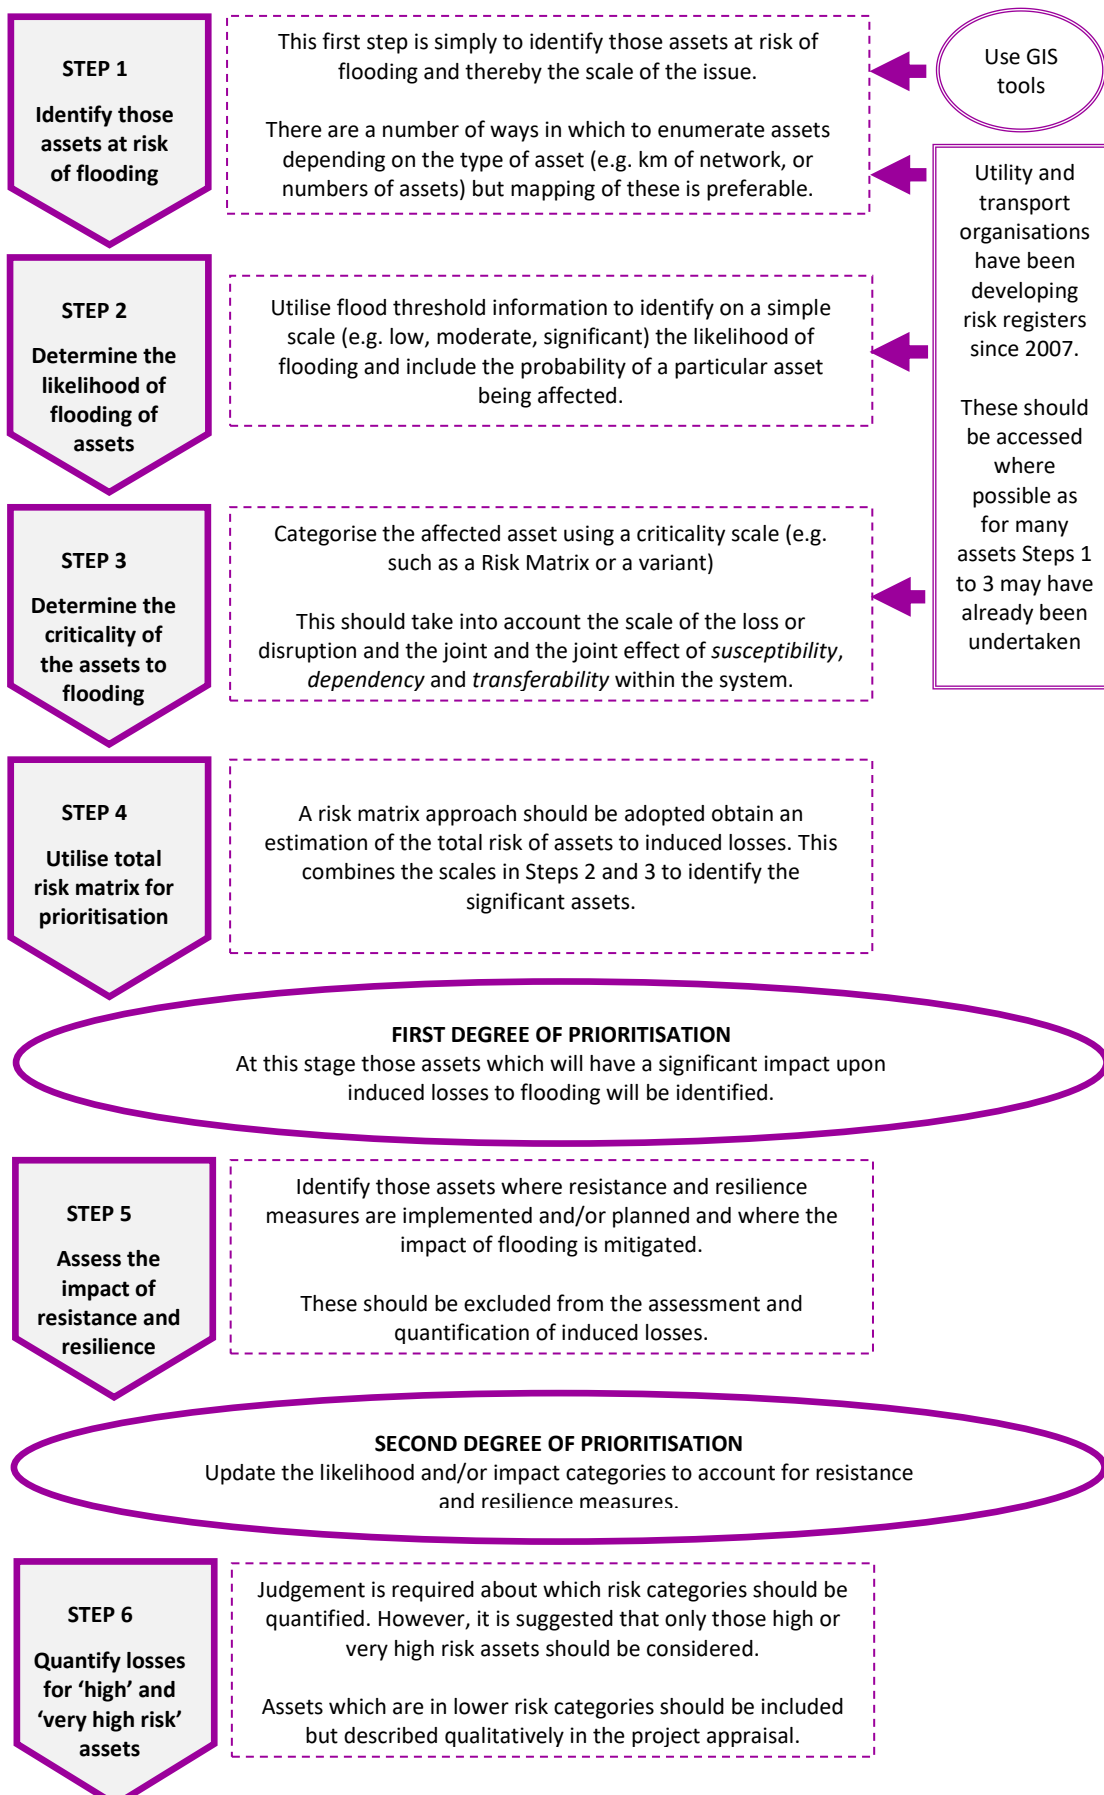 STEP 1
Identify those
assets at risk
of flooding
This first step is simply to identify those assets at risk of
flooding and thereby the scale of the issue.
There are a number of ways in which to enumerate assets
depending on the type of asset (e.g. km of network, or
numbers of assets) but mapping of these is preferable.
Use GIS
tools
Utility and
transport
organisations
have been
developing
risk registers
since 2007.
These should
be accessed
where
possible as
for many
assets Steps 1
to 3 may have
already been
undertaken
STEP 2
Determine the
likelihood of
flooding of
assets
Utilise flood threshold information to identify on a simple
scale (e.g. low, moderate, significant) the likelihood of
flooding and include the probability of a particular asset
being affected.
STEP 3
Determine the
criticality of
the assets to
flooding
Categorise the affected asset using a criticality scale (e.g.
such as a Risk Matrix or a variant)
This should take into account the scale of the loss or
disruption and the joint and the joint effect of susceptibility,
dependency and transferability within the system.
STEP 4
Utilise total
risk matrix for
prioritisation
A risk matrix approach should be adopted obtain an
estimation of the total risk of assets to induced losses. This
combines the scales in Steps 2 and 3 to identify the
significant assets.
FIRST DEGREE OF PRIORITISATION
At this stage those assets which will have a significant impact upon
induced losses to flooding will be identified.
STEP 5
Assess the
impact of
resistance and
resilience
Identify those assets where resistance and resilience
measures are implemented and/or planned and where the
impact of flooding is mitigated.
These should be excluded from the assessment and
quantification of induced losses.
SECOND DEGREE OF PRIORITISATION
Update the likelihood and/or impact categories to account for resistance
and resilience measures.
STEP 6
Quantify losses
for ‘high’ and
‘very high risk’
assets
Judgement is required about which risk categories should be
quantified. However, it is suggested that only those high or
very high risk assets should be considered.
Assets which are in lower risk categories should be included
but described qualitatively in the project appraisal.